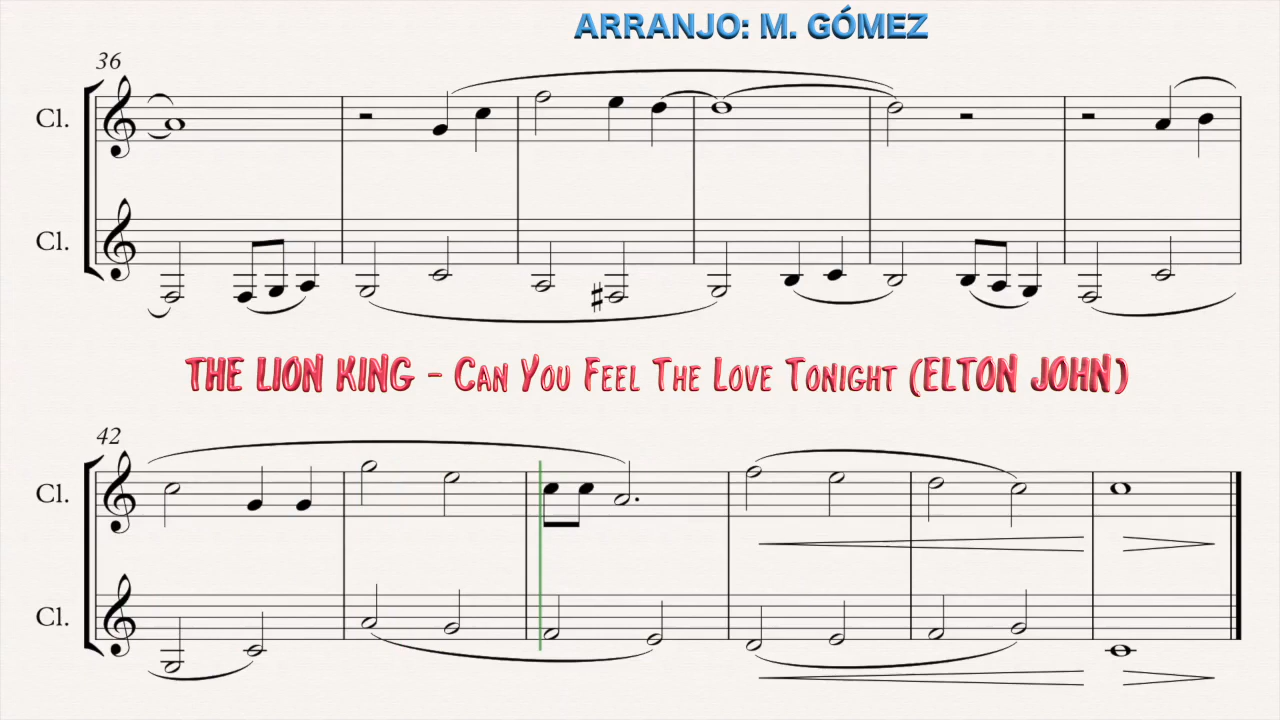 ARRANJO: M. GÓMEZ
36
Cl.
Cl.
THE LION KING - CAN YOU FEEL THE LOVE TONIGHT (ELTON JOHN)
42
Cl.
Cl.